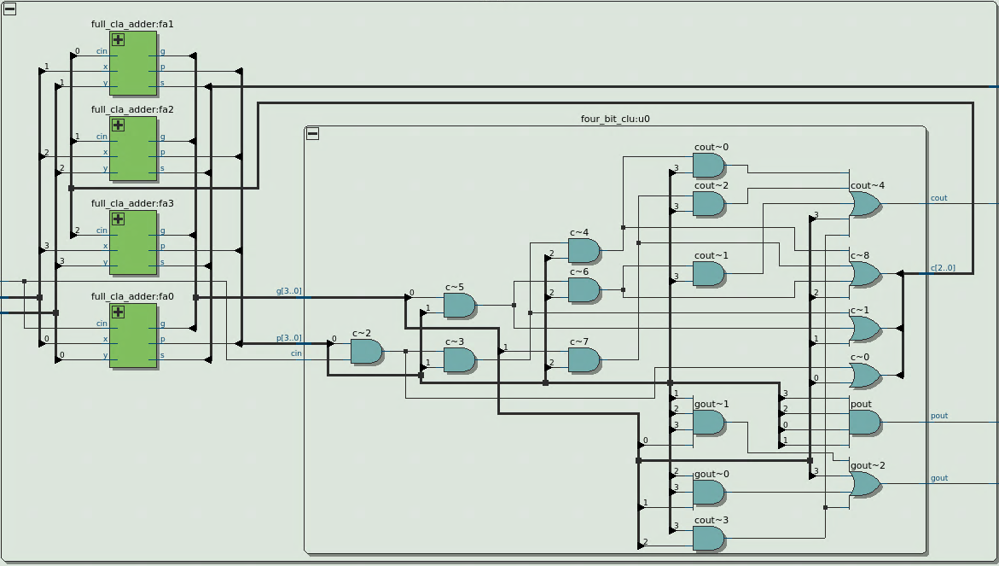 full_cla_adder:fa1
0 cin g
1 x p
1 y s
full_cla_adder:fa2
1 cin g
2 x p
2 y s
full_cla_adder:fa3
2 cin g
3 x p
3 y s
full_cla_adder:fa0
cin g
0 x p
0 y s
four_bit_clu:u0
g[3..0]
p[3..0]
cin
c~2
0
c~5
0
1
c~3
1
c~4
2
c~6
2
c~7
1
2
cout~0
3
cout~2
3
cout~1
3
gout~1
1
2
3
0
gout~0
2
3
1
cout~3
3
2
cout~4
3
cout
c~8
2
c[2..0]
c~1
1
c~0
0
pout
3
2
0
1
pout
gout~2
3
gout